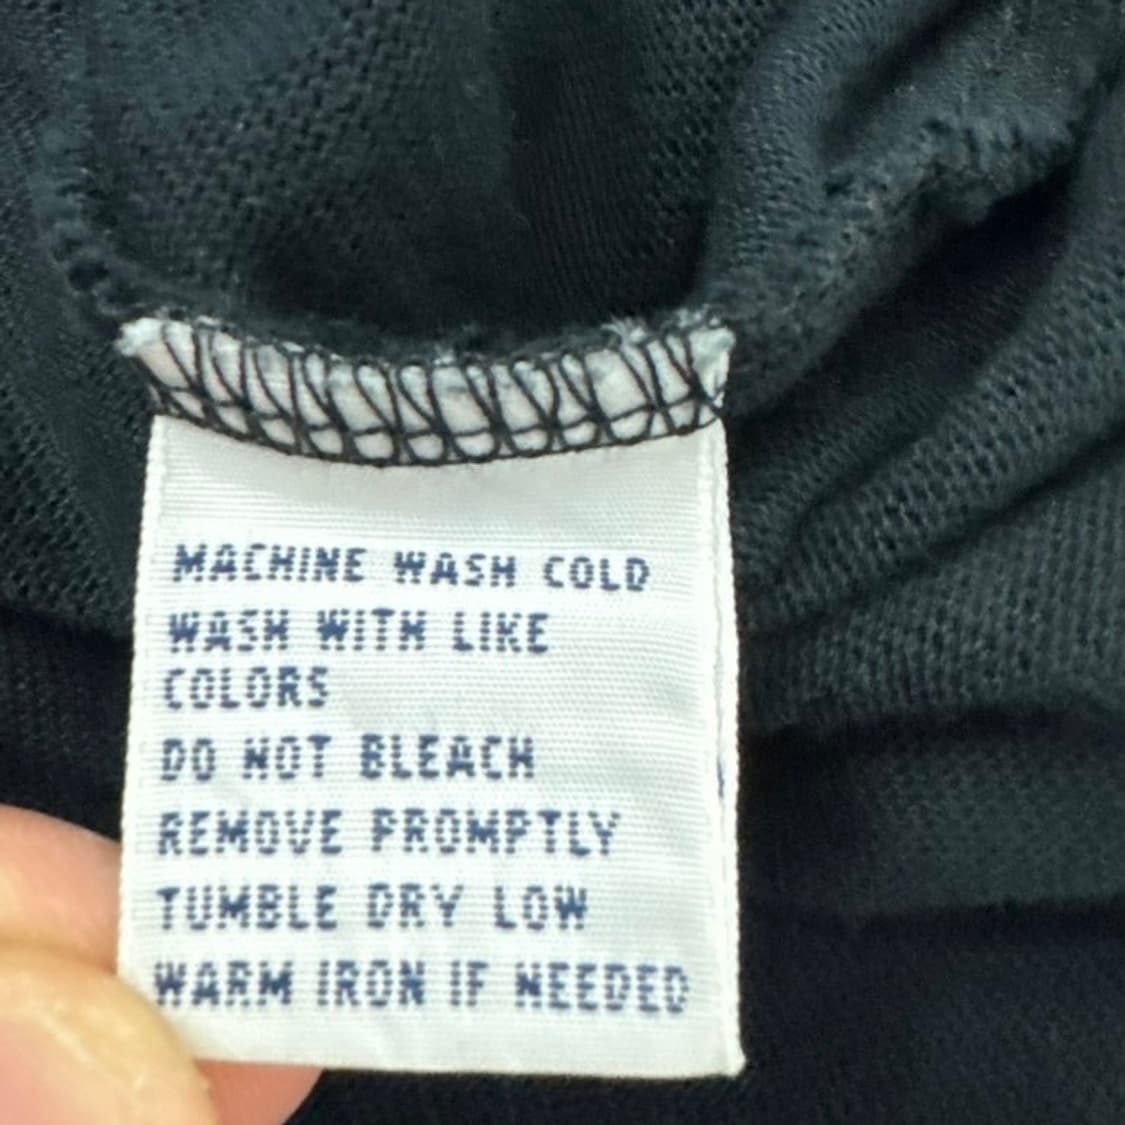 MACHINE WASH COLD
WASH WITH LIKE
COLORS
DO NOT BLEACH
REMOVE PROMPTLY
TUMBLE DRY LOW
WARM IRON IF NEEDED